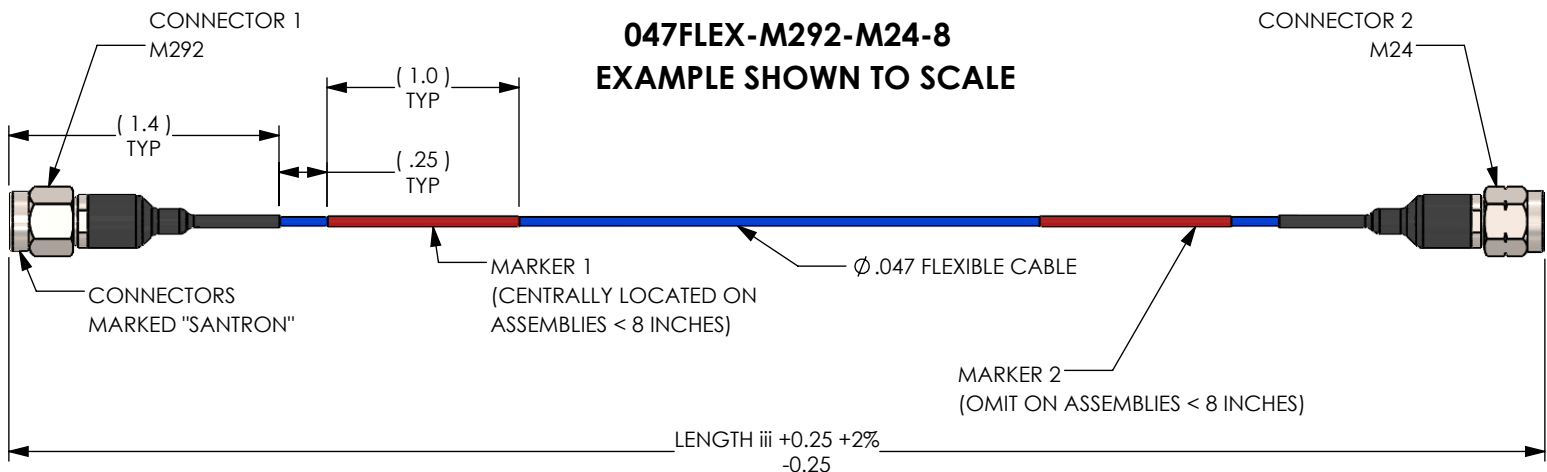 CONNECTOR 1
M292
047FLEX-M292-M24-8
EXAMPLE SHOWN TO SCALE
CONNECTOR 2
M24
( 1.0 )
TYP
( 1.4 )
TYP
( .25 )
TYP
MARKER 1
(CENTRALLY LOCATED ON
ASSEMBLIES < 8 INCHES)
∅ .047 FLEXIBLE CABLE
CONNECTORS
MARKED "SANTRON"
MARKER 2
(OMIT ON ASSEMBLIES < 8 INCHES)
LENGTH iii +0.25 +2%
-0.25